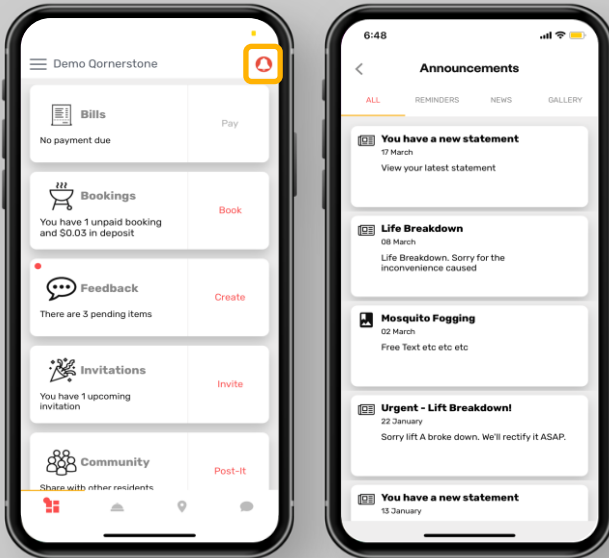 Demo Qornerstone
Bills
Pay
No payment due
Bookings
You have 1 unpaid booking
and $0.03 in deposit
Book
Feedback
There are 3 pending items
Create
Invitations
You have 1 upcoming
invitation
Invite
Community
Share with other residents
Post-It
6:48
Announcements
ALL REMINDERS NEWS GALLERY
You have a new statement
17 March
View your latest statement
Life Breakdown
08 March
Life Breakdown. Sorry for the
inconvenience caused
Mosquito Fogging
02 March
Free Text etc etc etc
Urgent - Lift Breakdown!
22 January
Sorry lift A broke down. We'll rectify it ASAP.
You have a new statement
13 January